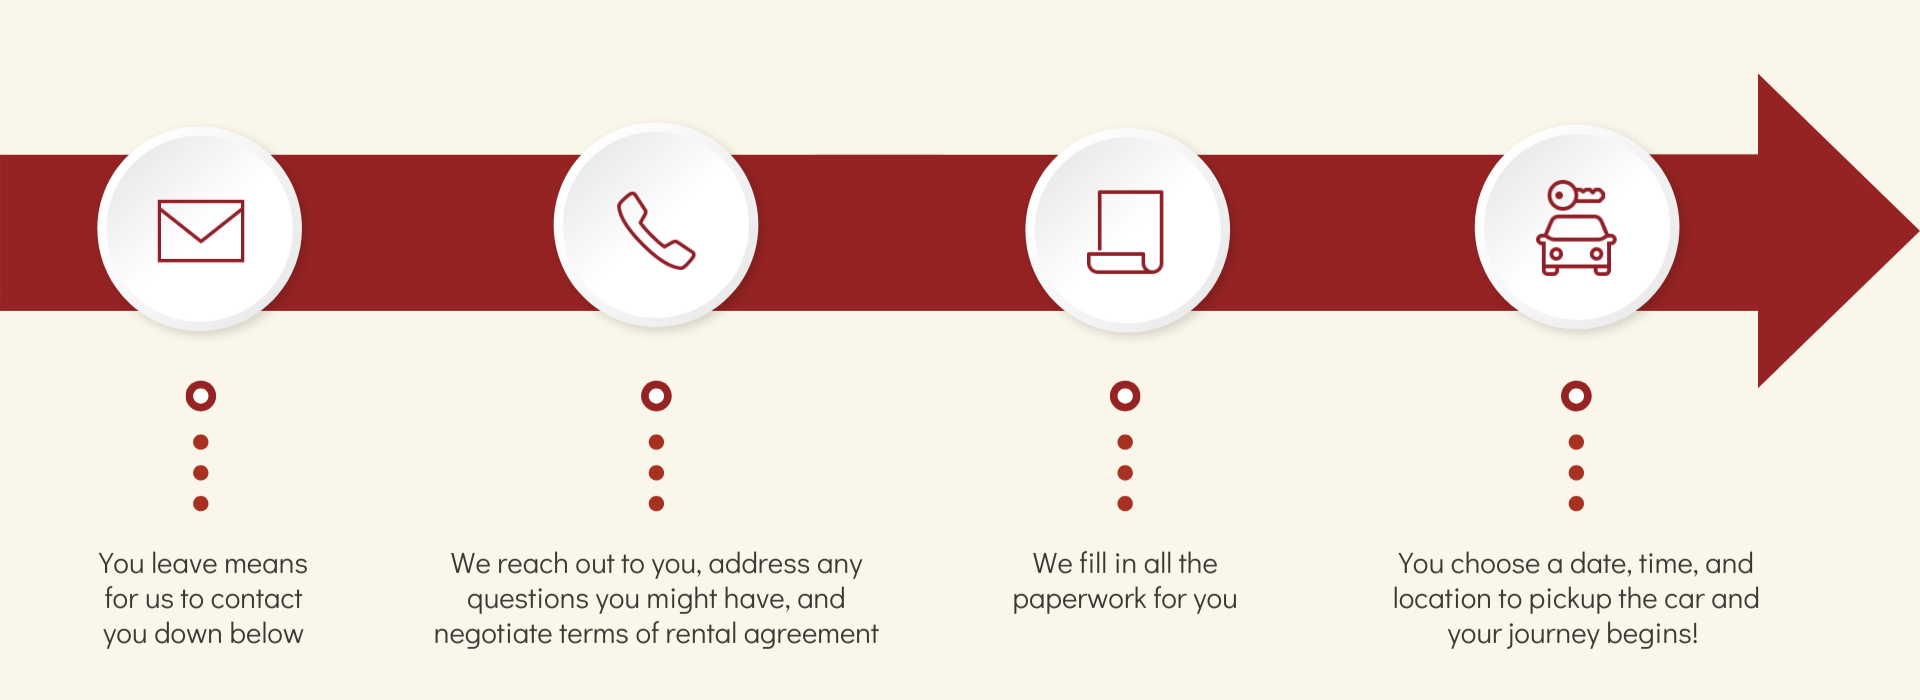 You leave means
for us to contact
you down below
We reach out to you, address any
questions you might have, and
negotiate terms of rental agreement
We fill in all the
paperwork for you
You choose a date, time, and
location to pickup the car and
your journey begins!